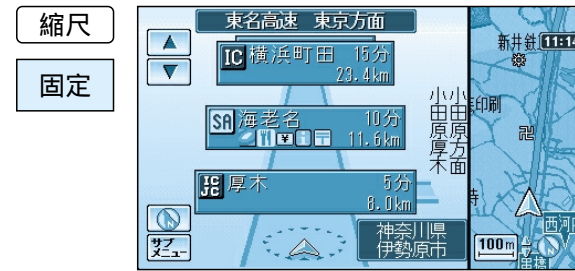 縮尺
固定
東名高速 東京方面
IC 横浜町田 15分
23.4km
SA 海老名 10分
¥ i 〒 11.6km
IC JC 厚木 5分
8.0km
小田原方面
小田原厚木
サブメニュー
神奈川県
伊勢原市
新井鉄
11:14
印刷
卍
100m